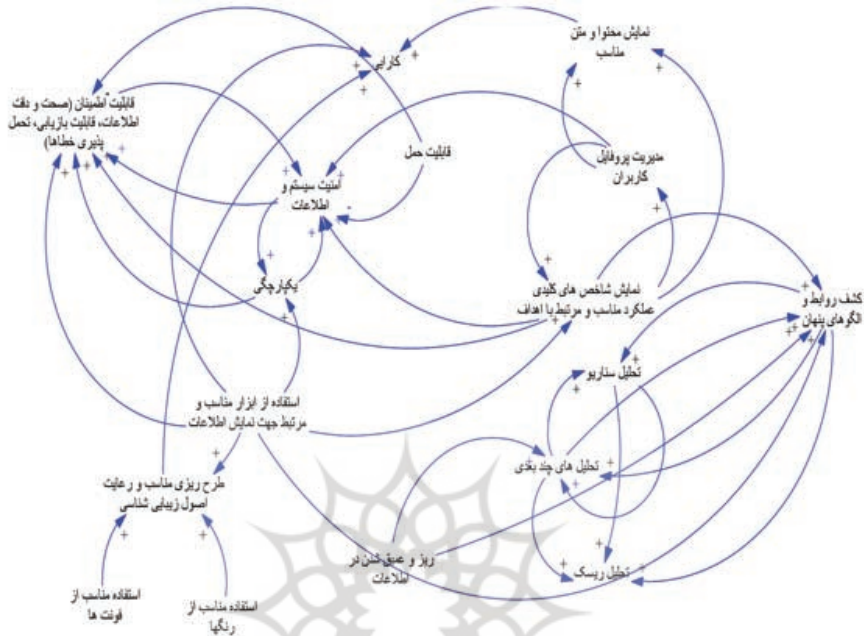 نمایش محتوا و متن
مناسب
کارایی
قابلیت اطمینان (صحت و دقت
اطلاعات، قابلیت بازیابی، تحمل
پذیری خطاها)
قابلیت حمل
مدیریت پروفایل
کاربران
امنیت سیستم و
اطلاعات
یکپارچگی
نمایش شاخص های کلیدی
عملکرد مناسب و مرتبط با اهداف
کشف روابط و
الگوهای پنهان
تحلیل سناریو
استفاده از ابزار مناسب و
مرتبط جهت نمایش اطلاعات
تحلیل های چند بعدی
طرح ریزی مناسب و رعایت
اصول زیبایی شناسی
ریز و عمیق شدن در
اطلاعات
تحلیل ریسک
استفاده مناسب از
فونت ها
استفاده مناسب از
رنگها